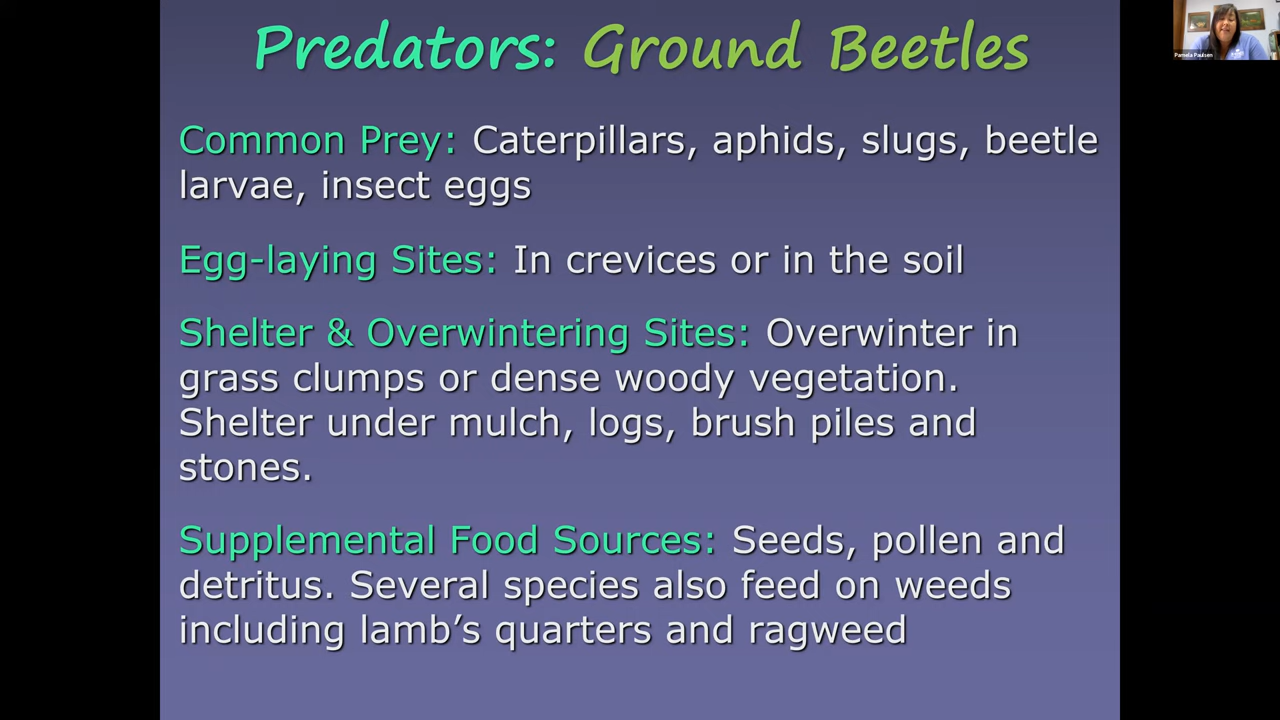 Predators: Ground Beetles
Pamela Paulsen
Common Prey: Caterpillars, aphids, slugs, beetle
larvae, insect eggs
Egg-laying Sites: In crevices or in the soil
Shelter & Overwintering Sites: Overwinter in
grass clumps or dense woody vegetation.
Shelter under mulch, logs, brush piles and
stones.
Supplemental Food Sources: Seeds, pollen and
detritus. Several species also feed on weeds
including lamb’s quarters and ragweed